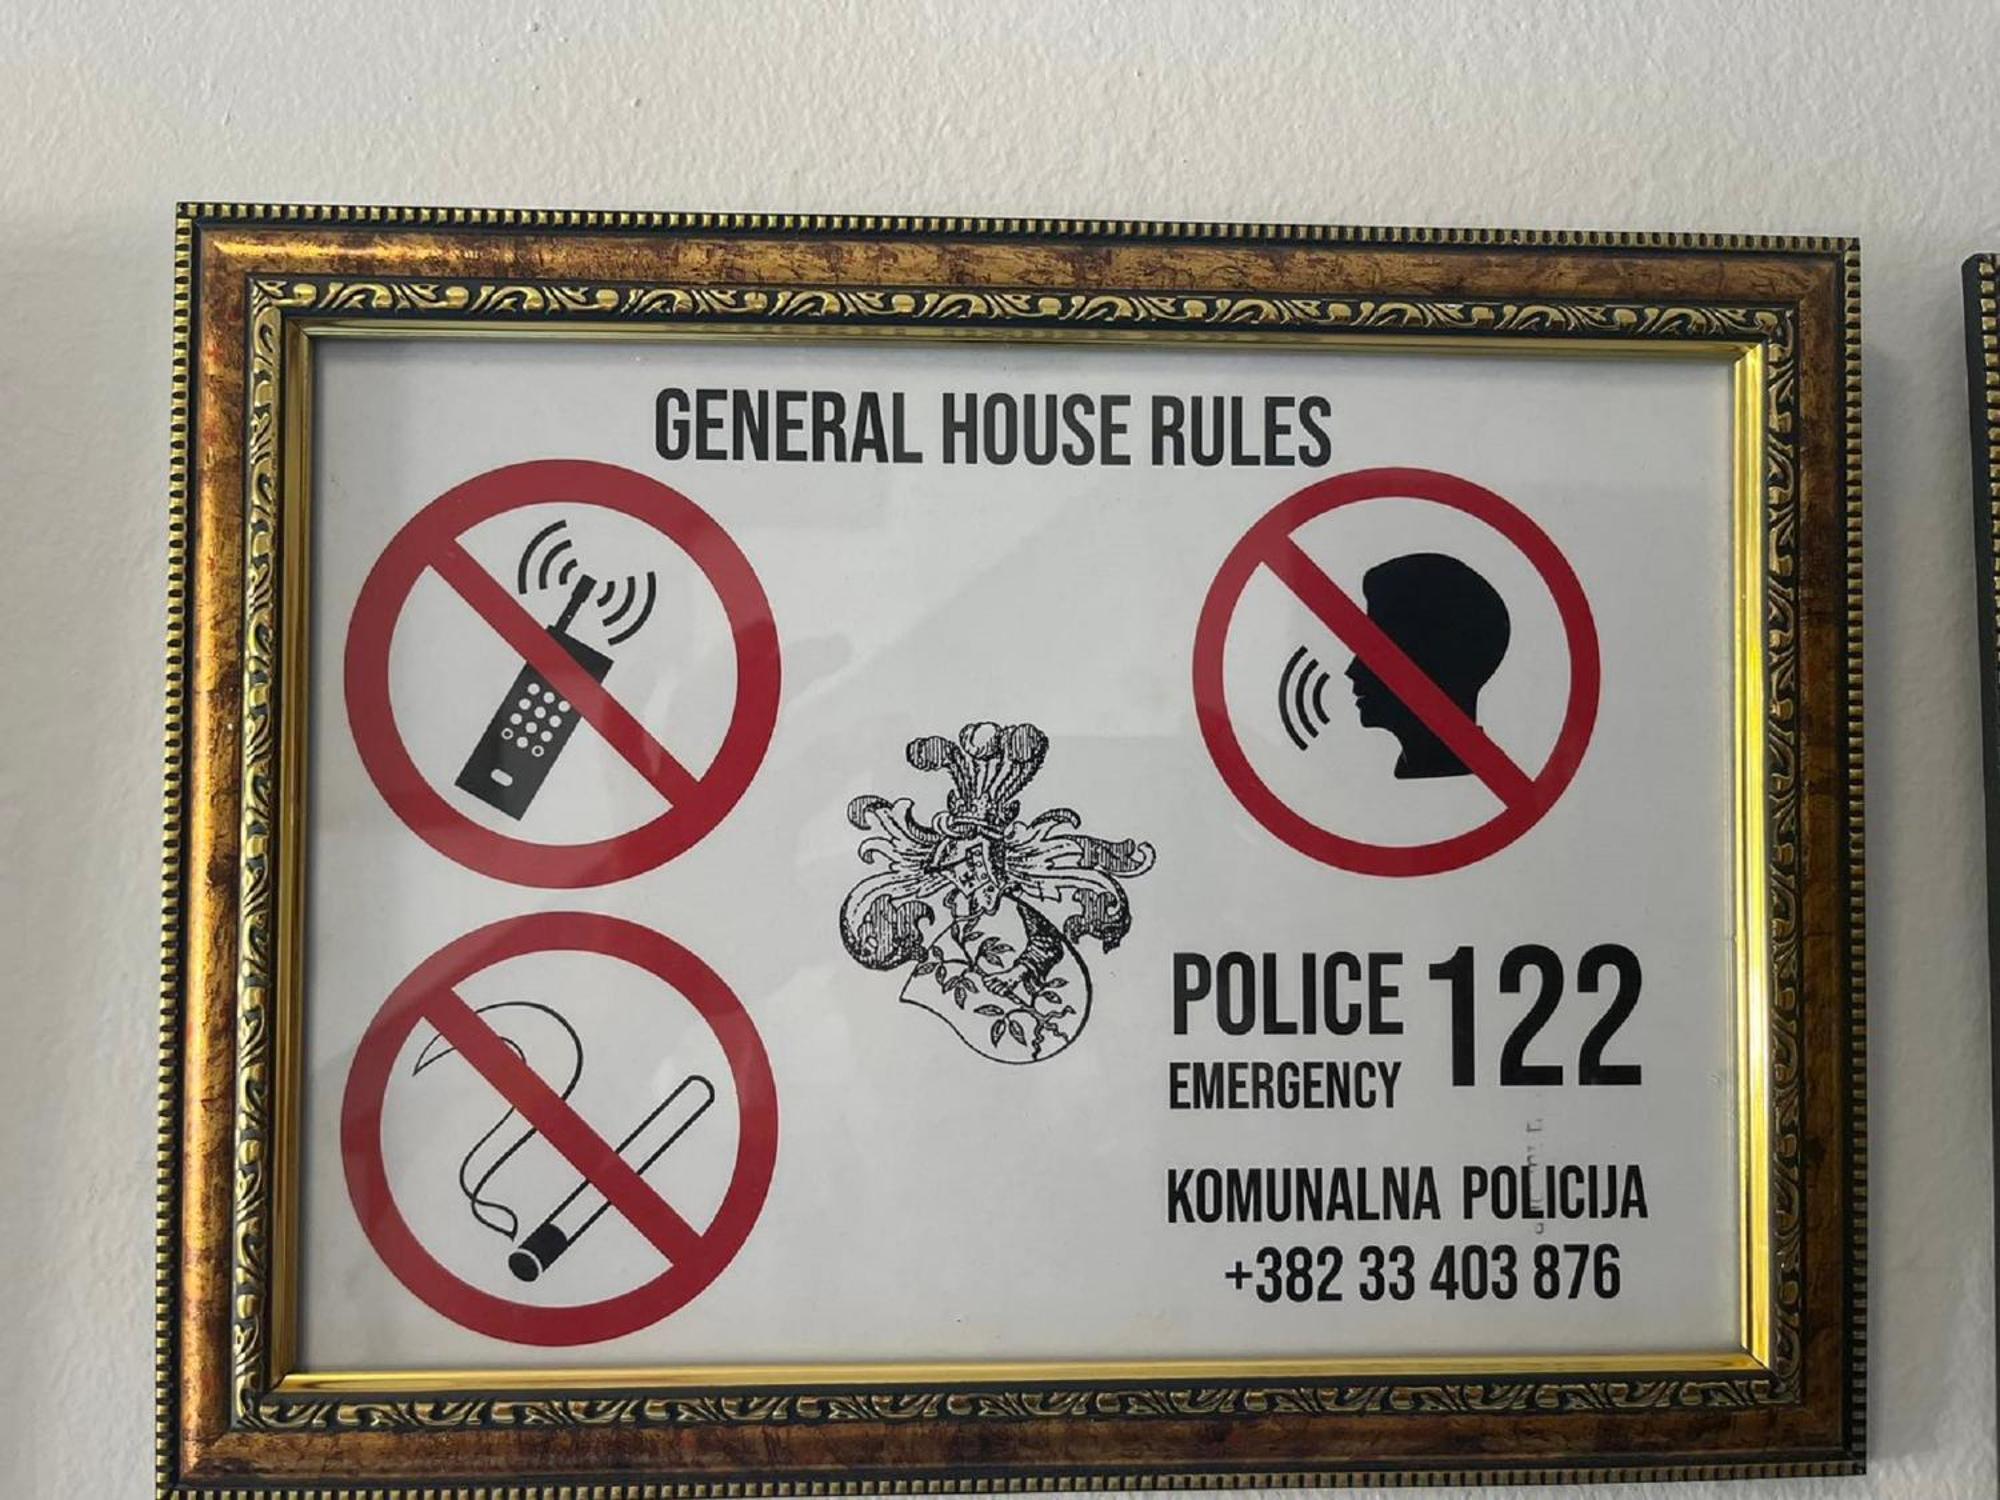 GENERAL HOUSE RULES
POLICE 122
EMERGENCY
KOMUNALNA POLICIJA
+382 33 403 876